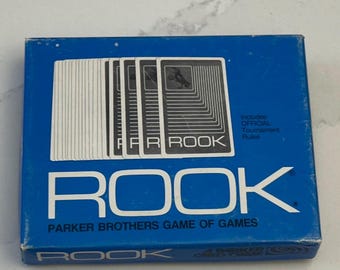 ROOK
Includes
OFFICIAL
Tournament
Rules
ROOK®
PARKER BROTHERS GAME OF GAMES
ROOK